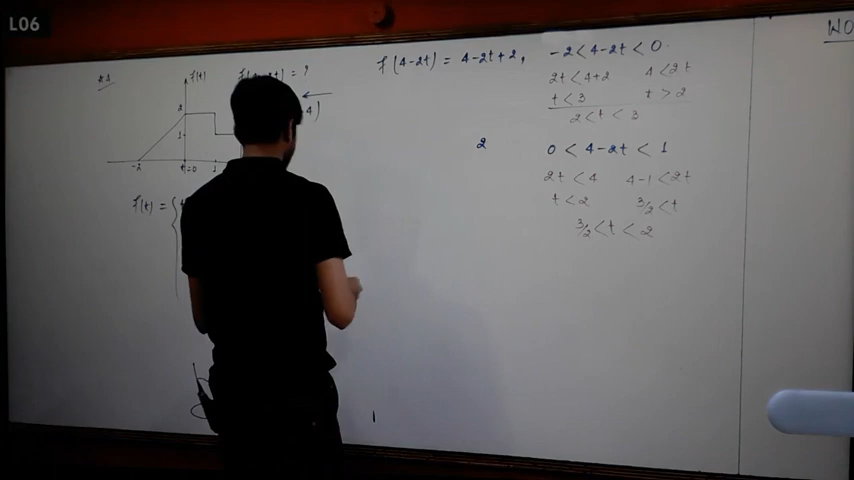 L06
WO
f(t)
2
1
-2
t=0
1
f(t) = {
f(4-2t) = 4-2t+2, -2<4-2t<0.
2t<4+2 4<2t
t<3 t>2
2<t<3
2 0<4-2t<1
2t<4 4-1<2t
t<2 3/2<t
3/2<t<2